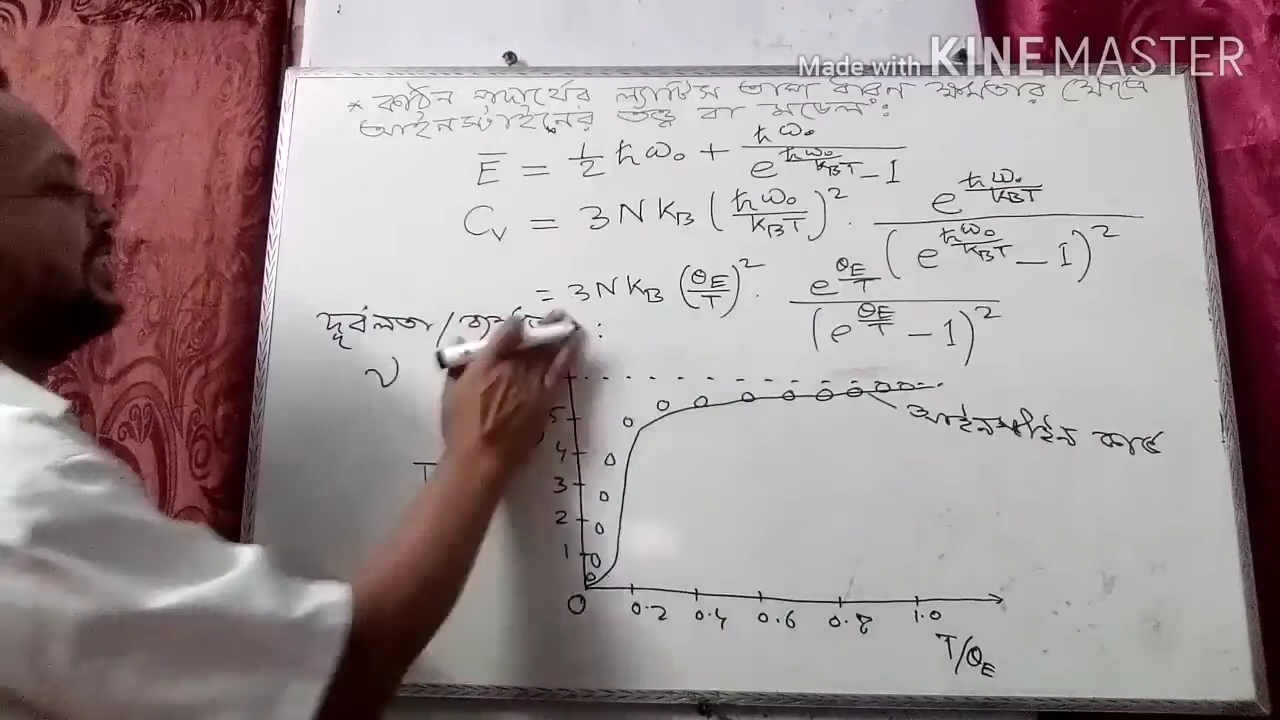 Made with KINEMASTER
* কঠিন পদার্থের ল্যাটিস তাপ ধারণ ক্ষমতার ক্ষেত্রে
আইনস্টাইনের তত্ত্ব বা মডেল:
E̅ = 1/2 ħω₀ + ħω₀ / (e^(ħω₀/K_BT) - 1)
C_v = 3NK_B (ħω₀/K_BT)² · e^(ħω₀/K_BT) / (e^(ħω₀/K_BT) - 1)²
= 3NK_B (θ_E/T)² · e^(θ_E/T) / (e^(θ_E/T) - 1)²
দূর্বলতা / :
ν
T
5
4
3
2
1
আইনস্টাইন কার্ভ
0 0.2 0.4 0.6 0.8 1.0
T/θ_E